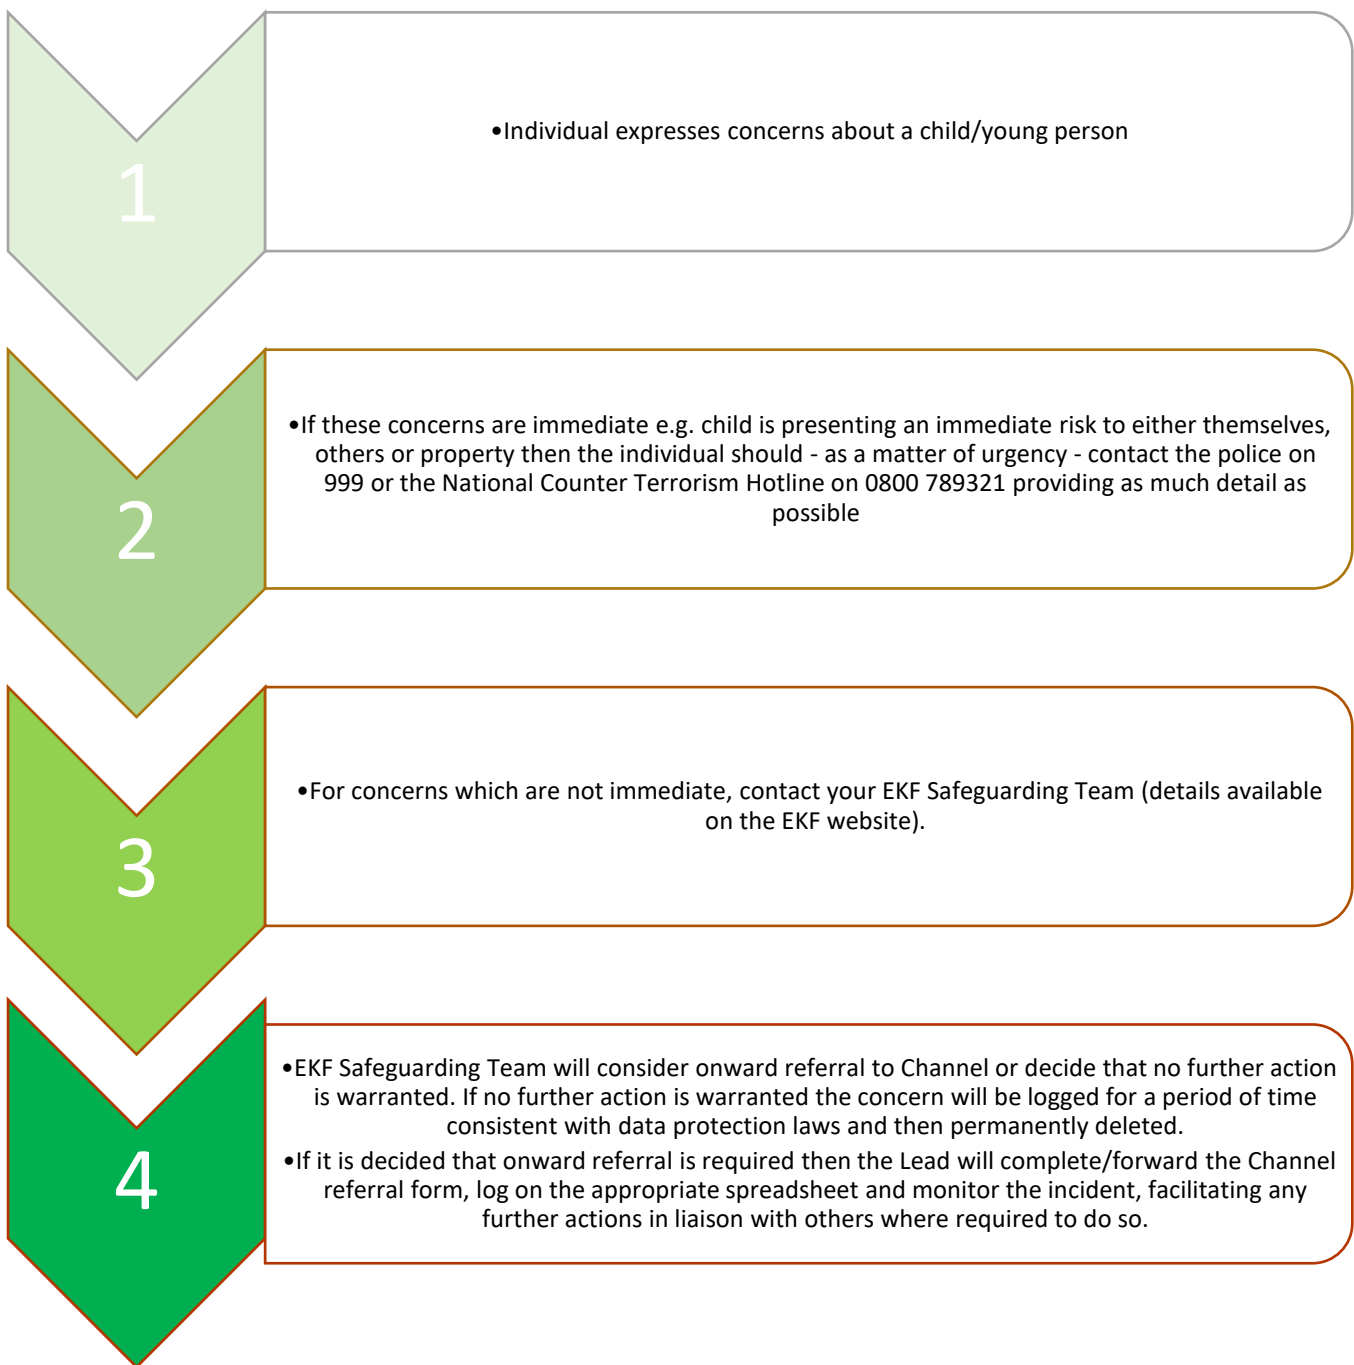 1
•Individual expresses concerns about a child/young person
2
•If these concerns are immediate e.g. child is presenting an immediate risk to either themselves,
others or property then the individual should - as a matter of urgency - contact the police on
999 or the National Counter Terrorism Hotline on 0800 789321 providing as much detail as
possible
3
•For concerns which are not immediate, contact your EKF Safeguarding Team (details available
on the EKF website).
4
•EKF Safeguarding Team will consider onward referral to Channel or decide that no further action
is warranted. If no further action is warranted the concern will be logged for a period of time
consistent with data protection laws and then permanently deleted.
•If it is decided that onward referral is required then the Lead will complete/forward the Channel
referral form, log on the appropriate spreadsheet and monitor the incident, facilitating any
further actions in liaison with others where required to do so.